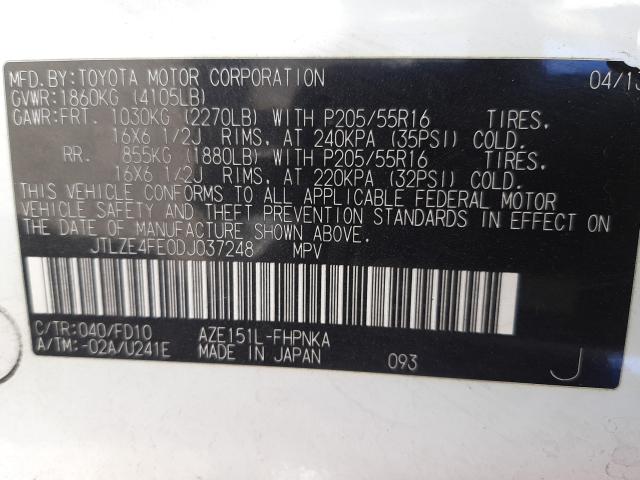 MFD.BY:TOYOTA MOTOR CORPORATION 04/13
GVWR:1860KG (4105LB)
GAWR:FRT. 1030KG (2270LB) WITH P205/55R16 TIRES,
16X6 1/2J RIMS, AT 240KPA (35PSI) COLD.
RR. 855KG (1880LB) WITH P205/55R16 TIRES,
16X6 1/2J RIMS, AT 220KPA (32PSI) COLD.
THIS VEHICLE CONFORMS TO ALL APPLICABLE FEDERAL MOTOR
VEHICLE SAFETY AND THEFT PREVENTION STANDARDS IN EFFECT ON
THE DATE OF MANUFACTURE SHOWN ABOVE.
JTLZE4FE0DJ037248 MPV
C/TR:040/FD10 AZE151L-FHPNKA
A/TM:-02A/U241E MADE IN JAPAN 093 J